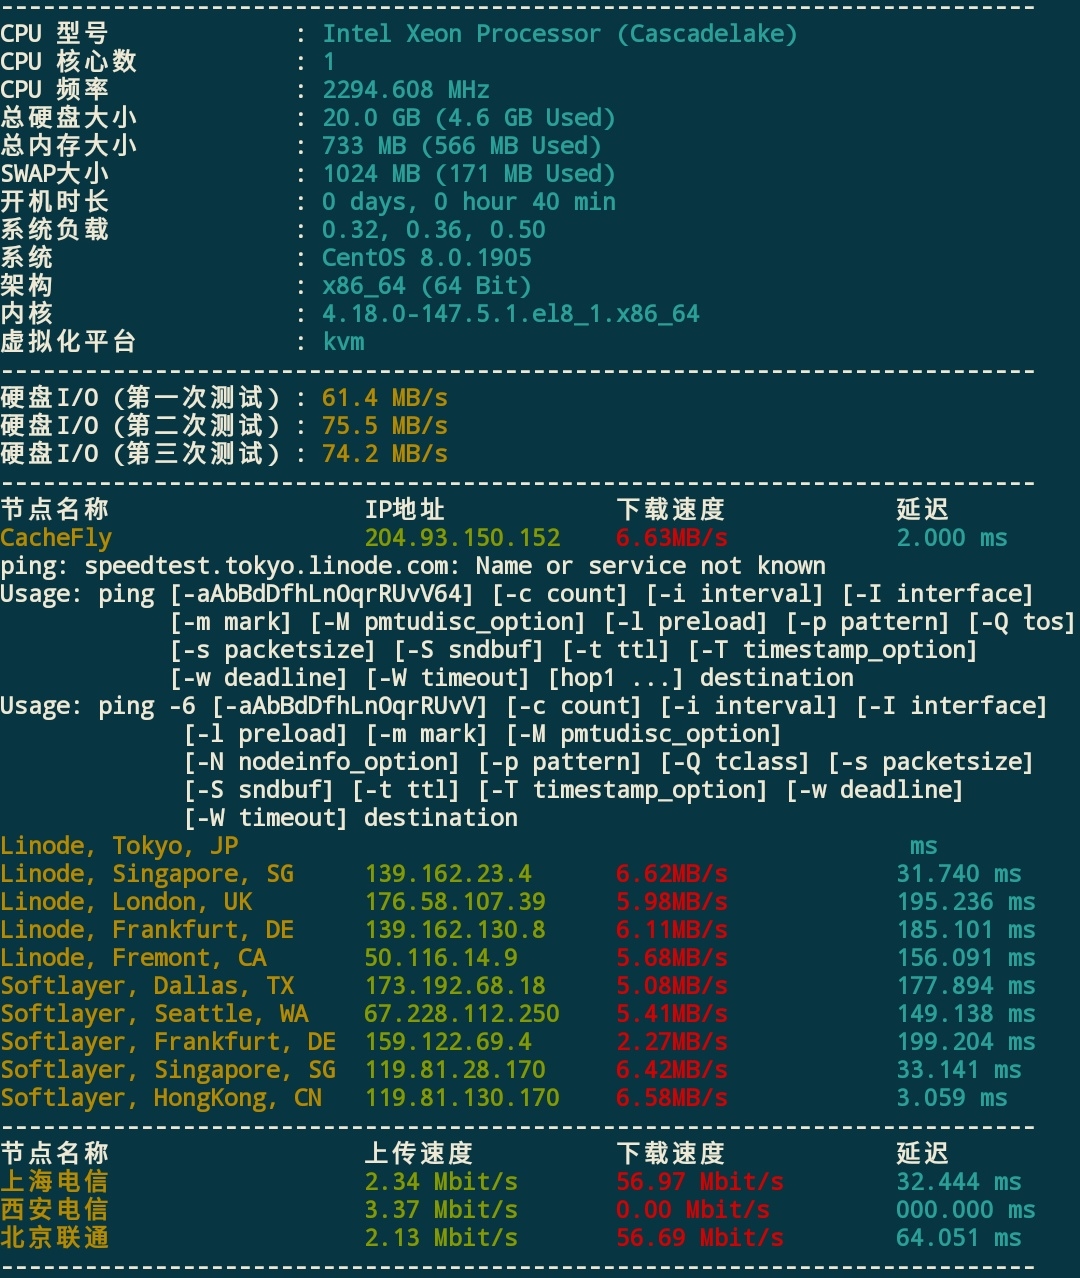 ----------------------------------------------------------------------
CPU 型号 : Intel Xeon Processor (Cascadelake)
CPU 核心数 : 1
CPU 频率 : 2294.608 MHz
总硬盘大小 : 20.0 GB (4.6 GB Used)
总内存大小 : 733 MB (566 MB Used)
SWAP大小 : 1024 MB (171 MB Used)
开机时长 : 0 days, 0 hour 40 min
系统负载 : 0.32, 0.36, 0.50
系统 : CentOS 8.0.1905
架构 : x86_64 (64 Bit)
内核 : 4.18.0-147.5.1.el8_1.x86_64
虚拟化平台 : kvm
----------------------------------------------------------------------
硬盘I/O (第一次测试) : 61.4 MB/s
硬盘I/O (第二次测试) : 75.5 MB/s
硬盘I/O (第三次测试) : 74.2 MB/s
----------------------------------------------------------------------
节点名称 IP地址 下载速度 延迟
CacheFly 204.93.150.152 6.63MB/s 2.000 ms
ping: speedtest.tokyo.linode.com: Name or service not known
Usage: ping [-aAbBdDfhLnOqrRUvV64] [-c count] [-i interval] [-I interface]
[-m mark] [-M pmtudisc_option] [-l preload] [-p pattern] [-Q tos]
[-s packetsize] [-S sndbuf] [-t ttl] [-T timestamp_option]
[-w deadline] [-W timeout] [hop1 ...] destination
Usage: ping -6 [-aAbBdDfhLnOqrRUvV] [-c count] [-i interval] [-I interface]
[-l preload] [-m mark] [-M pmtudisc_option]
[-N nodeinfo_option] [-p pattern] [-Q tclass] [-s packetsize]
[-S sndbuf] [-t ttl] [-T timestamp_option] [-w deadline]
[-W timeout] destination
Linode, Tokyo, JP ms
Linode, Singapore, SG 139.162.23.4 6.62MB/s 31.740 ms
Linode, London, UK 176.58.107.39 5.98MB/s 195.236 ms
Linode, Frankfurt, DE 139.162.130.8 6.11MB/s 185.101 ms
Linode, Fremont, CA 50.116.14.9 5.68MB/s 156.091 ms
Softlayer, Dallas, TX 173.192.68.18 5.08MB/s 177.894 ms
Softlayer, Seattle, WA 67.228.112.250 5.41MB/s 149.138 ms
Softlayer, Frankfurt, DE 159.122.69.4 2.27MB/s 199.204 ms
Softlayer, Singapore, SG 119.81.28.170 6.42MB/s 33.141 ms
Softlayer, HongKong, CN 119.81.130.170 6.58MB/s 3.059 ms
----------------------------------------------------------------------
节点名称 上传速度 下载速度 延迟
上海电信 2.34 Mbit/s 56.97 Mbit/s 32.444 ms
西安电信 3.37 Mbit/s 0.00 Mbit/s 000.000 ms
北京联通 2.13 Mbit/s 56.69 Mbit/s 64.051 ms
----------------------------------------------------------------------